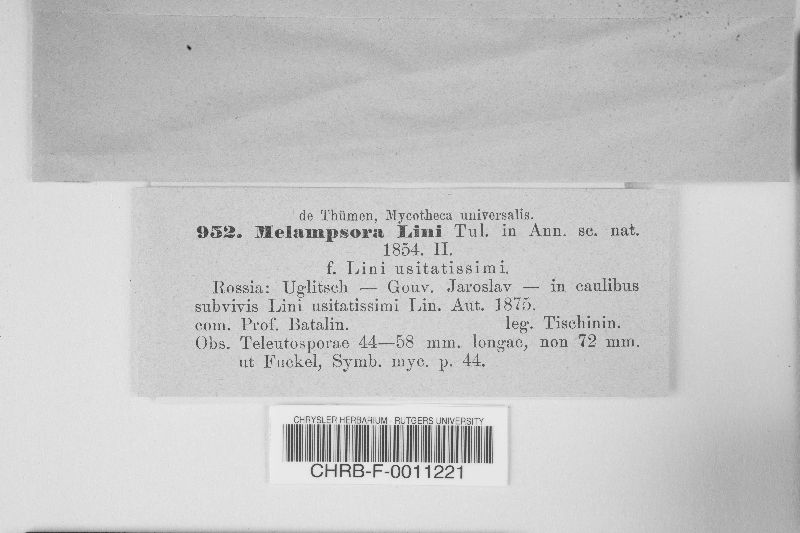 de Thümen, Mycotheca universalis.
952. Melampsora Lini Tul. in Ann. sc. nat.
1854. II.
f. Lini usitatissimi.
Rossia: Uglitsch — Gouv. Jaroslav — in caulibus
subvivis Lini usitatissimi Lin. Aut. 1875.
com. Prof. Batalin. leg. Tischinin.
Obs. Teleutosporae 44—58 mm. longae, non 72 mm.
ut Fuckel, Symb. myc. p. 44.
CHRYSLER HERBARIUM - RUTGERS UNIVERSITY
CHRB-F-0011221